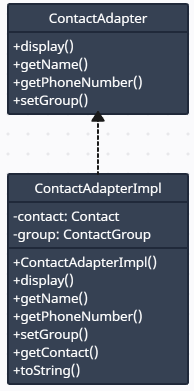 ContactAdapter
+display()
+getName()
+getPhoneNumber()
+setGroup()
ContactAdapterImpl
-contact: Contact
-group: ContactGroup
+ContactAdapterImpl()
+display()
+getName()
+getPhoneNumber()
+setGroup()
+getContact()
+toString()